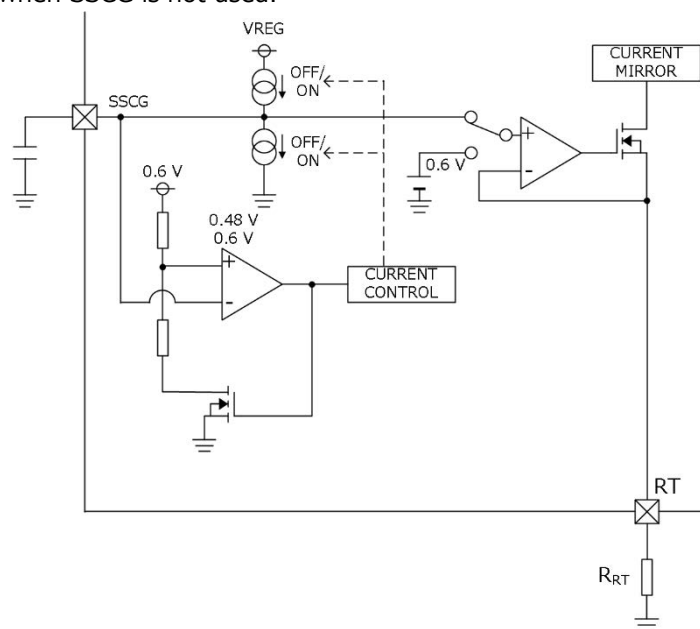 when SSCG is not used.
VREG
CURRENT
MIRROR
OFF/
ON
SSCG
OFF/
ON
0.6 V
+
-
0.6 V
0.48 V
0.6 V
+
-
CURRENT
CONTROL
RT
RRT